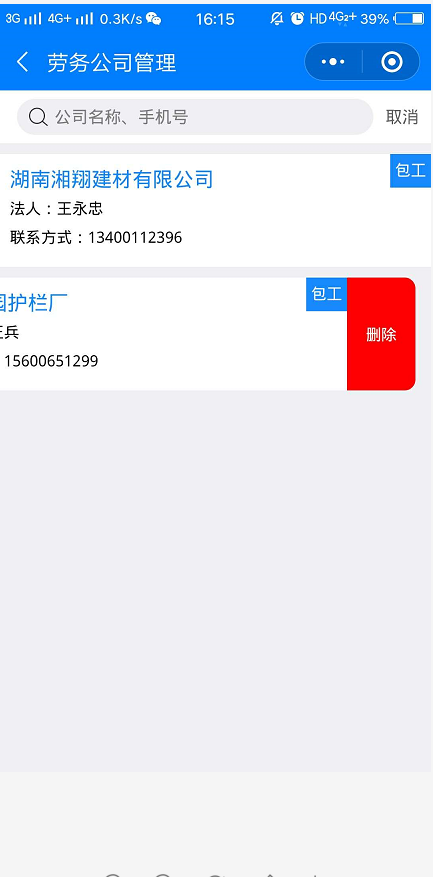 3G 4G+ 0.3K/s 16:15 HD 4G2+ 39%
劳务公司管理
公司名称、手机号 取消
湖南湘翔建材有限公司 包工
法人：王永忠
联系方式：13400112396
护栏厂 包工
兵 删除
15600651299